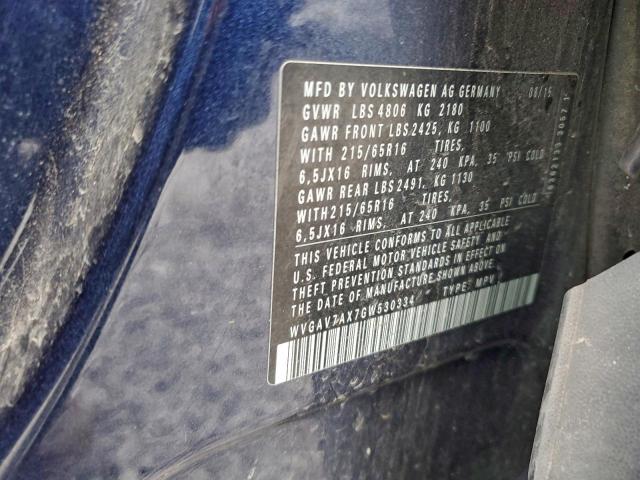 MFD BY VOLKSWAGEN AG GERMANY 08/15
GVWR LBS 4806 KG 2180
GAWR FRONT LBS 2425, KG 1100
WITH 215/65R16 TIRES,
6,5JX16 RIMS, AT 240 KPA, 35 PSI COLD
GAWR REAR LBS 2491, KG 1130
WITH 215/65R16 TIRES,
6,5JX16 RIMS, AT 240 KPA, 35 PSI COLD
THIS VEHICLE CONFORMS TO ALL APPLICABLE
U.S. FEDERAL MOTOR VEHICLE SAFETY AND
THEFT PREVENTION STANDARDS IN EFFECT ON
THE DATE OF MANUFACTURE SHOWN ABOVE.
WVGAV7AX7GW530334 TYPE MPV